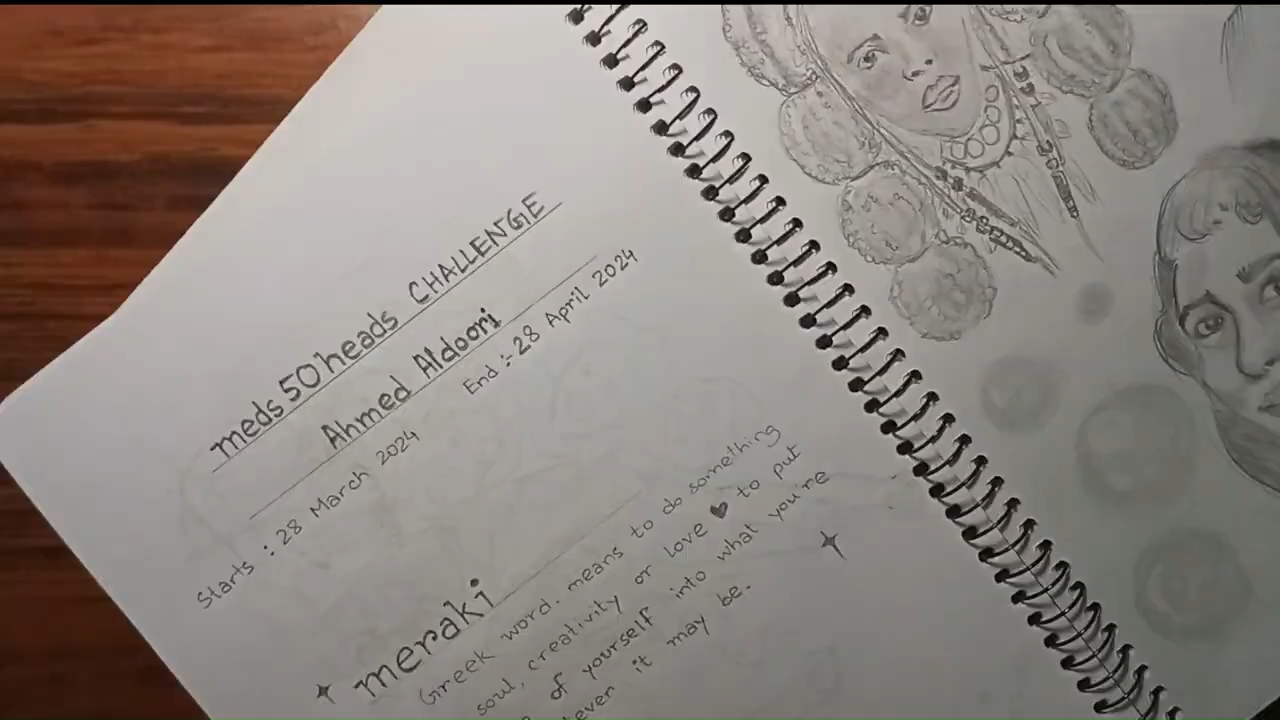 meds 50 heads CHALLENGE
Ahmed Aldoori
Starts : 28 March 2024
End :- 28 April 2024
meraki
Greek word. means to do something
soul, creativity or love ♥ to put
of yourself into what you're
it may be.